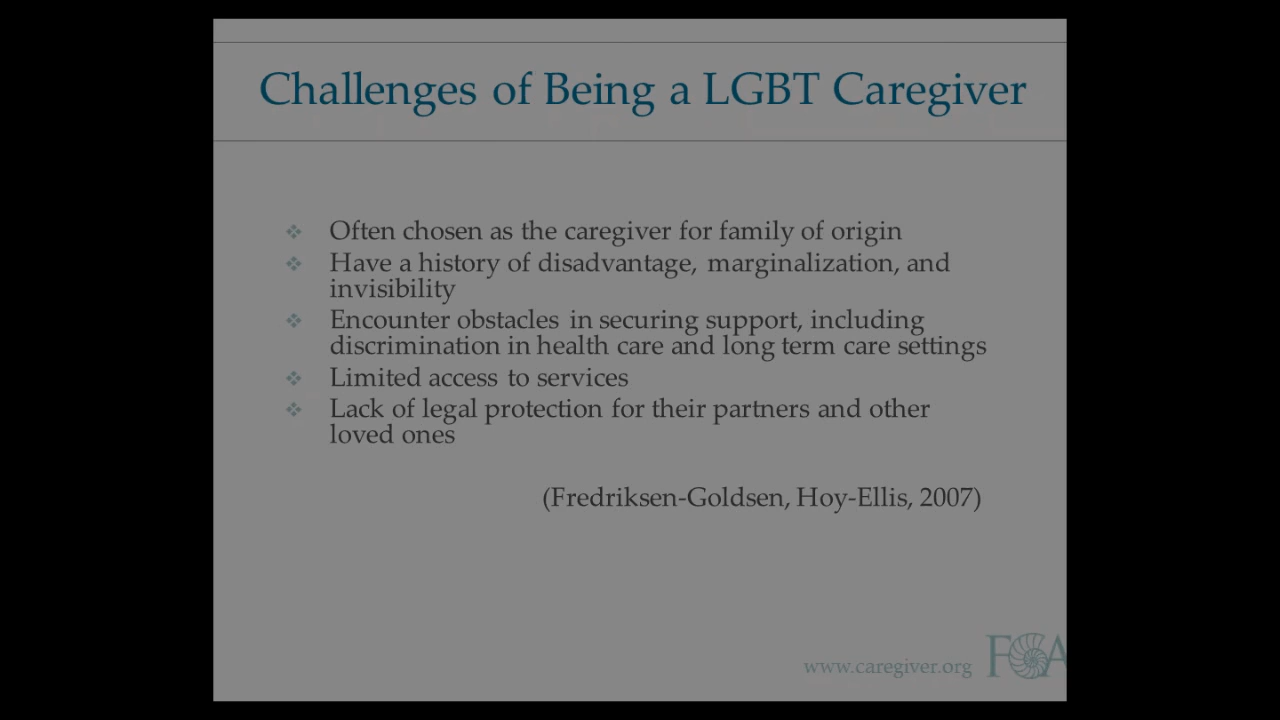 Challenges of Being a LGBT Caregiver
Often chosen as the caregiver for family of origin
Have a history of disadvantage, marginalization, and
invisibility
Encounter obstacles in securing support, including
discrimination in health care and long term care settings
Limited access to services
Lack of legal protection for their partners and other
loved ones
(Fredriksen-Goldsen, Hoy-Ellis, 2007)
www.caregiver.org
FCA